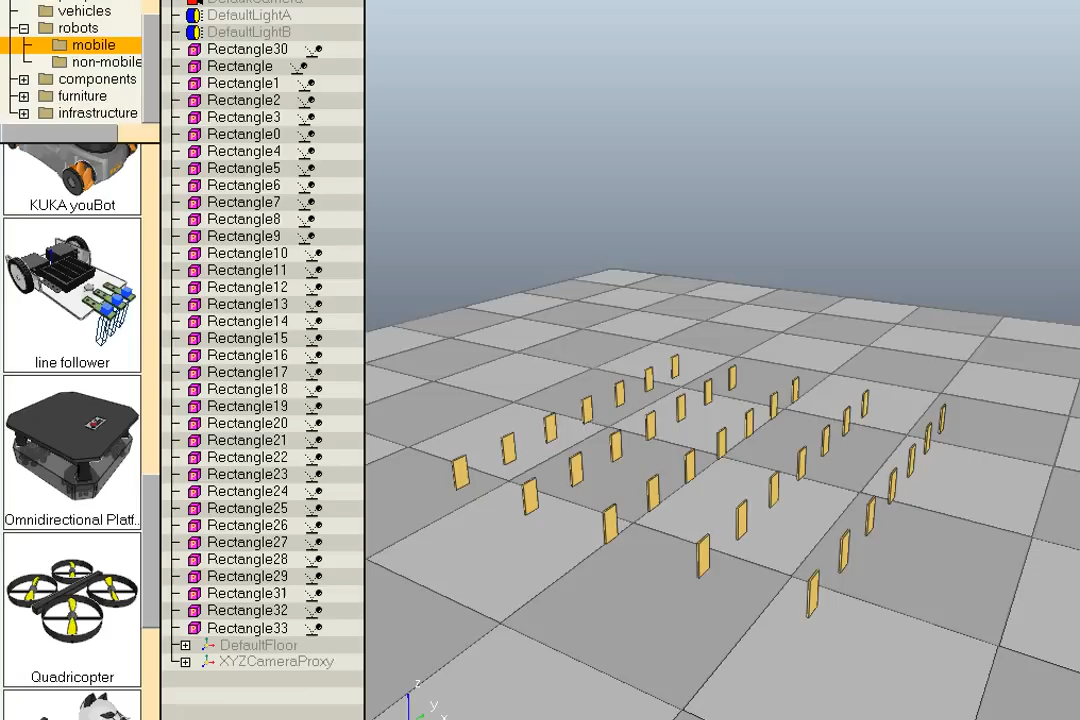 vehicles
robots
mobile
non-mobile
components
furniture
infrastructure
KUKA youBot
line follower
Omnidirectional Platf..
Quadricopter
DefaultCamera
DefaultLightA
DefaultLightB
Rectangle30
Rectangle
Rectangle1
Rectangle2
Rectangle3
Rectangle0
Rectangle4
Rectangle5
Rectangle6
Rectangle7
Rectangle8
Rectangle9
Rectangle10
Rectangle11
Rectangle12
Rectangle13
Rectangle14
Rectangle15
Rectangle16
Rectangle17
Rectangle18
Rectangle19
Rectangle20
Rectangle21
Rectangle22
Rectangle23
Rectangle24
Rectangle25
Rectangle26
Rectangle27
Rectangle28
Rectangle29
Rectangle31
Rectangle32
Rectangle33
DefaultFloor
XYZCameraProxy
z
y
x